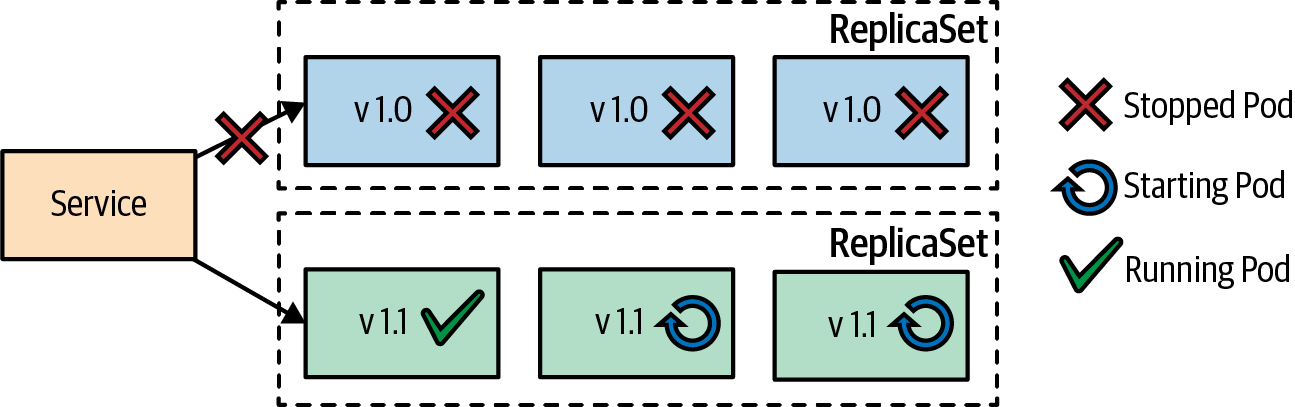 ReplicaSet
v 1.0
v 1.0
v 1.0
Service
ReplicaSet
v 1.1
v 1.1
v 1.1
Stopped Pod
Starting Pod
Running Pod